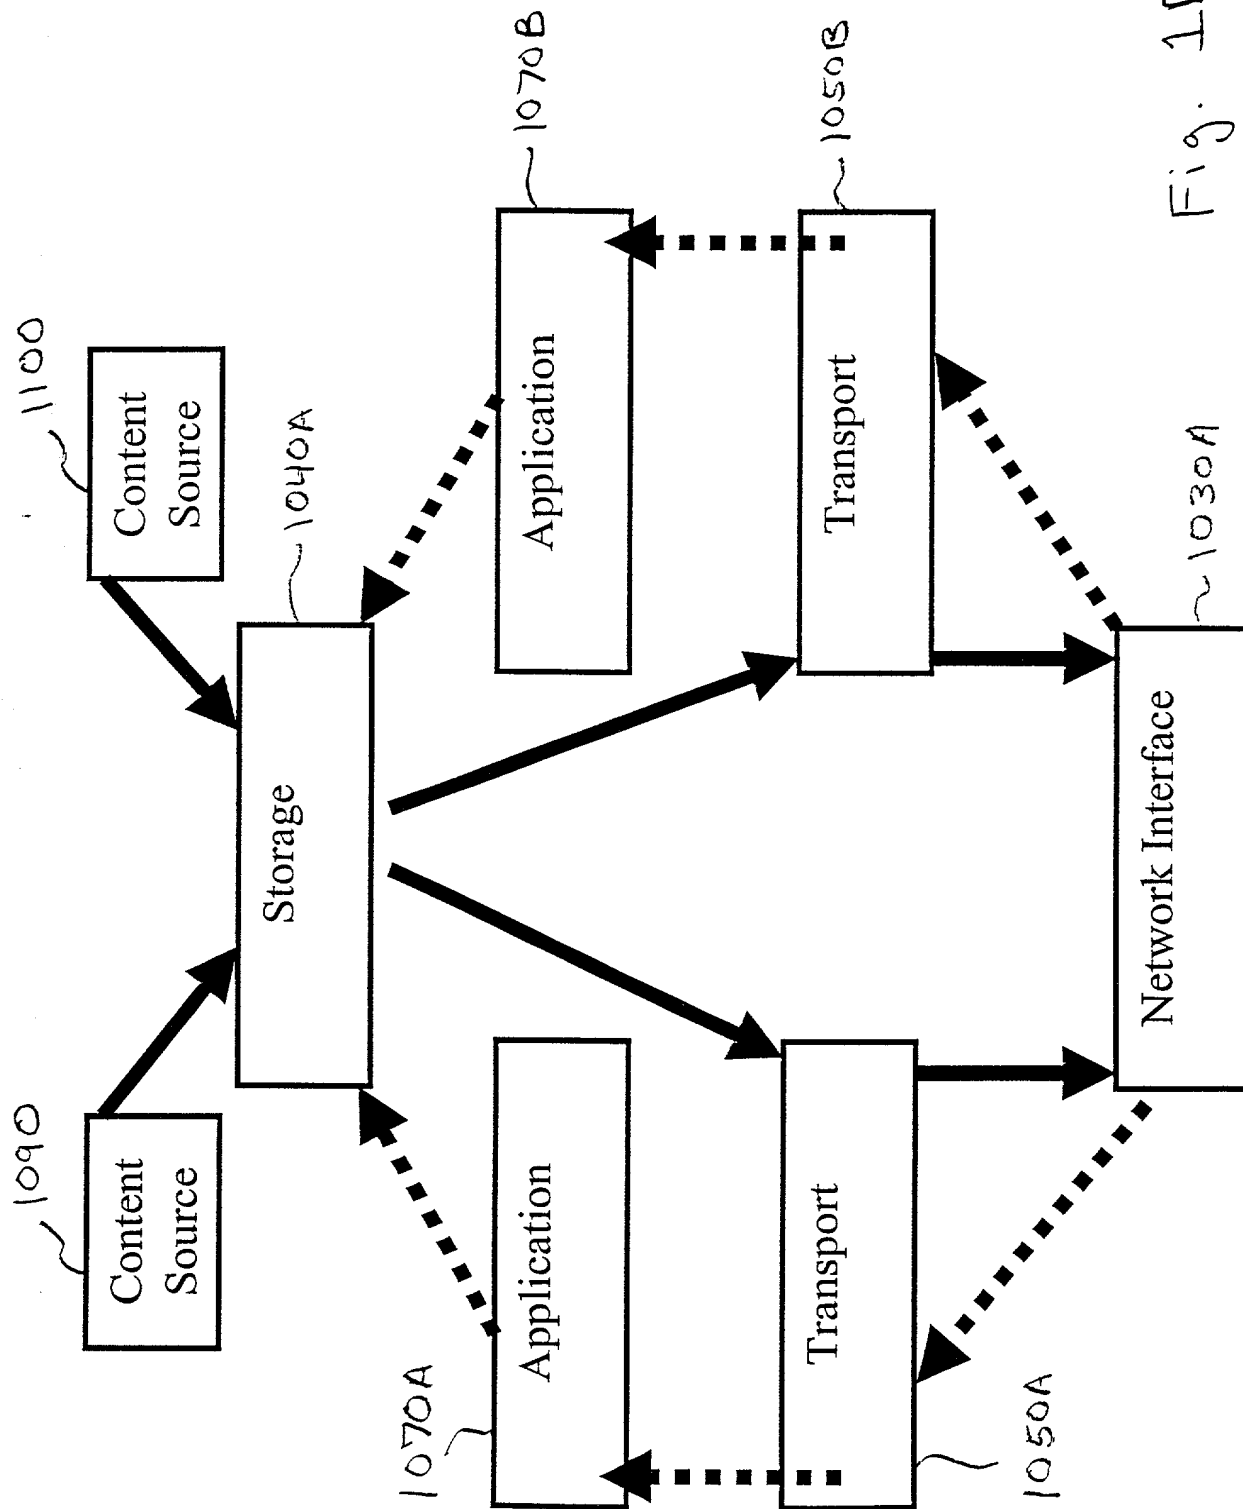 1090
1100
Content
Source
Content
Source
1040A
Storage
1070A
1070B
Application
Application
1050A
1050B
Transport
Transport
1030A
Network Interface
Fig.